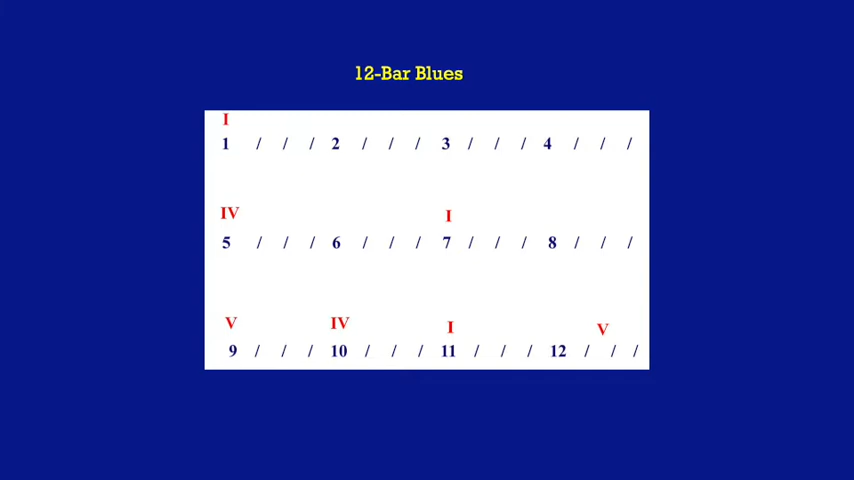 12-Bar Blues
I
1 / / / 2 / / / 3 / / / 4 / / /
IV I
5 / / / 6 / / / 7 / / / 8 / / /
V IV I V
9 / / / 10 / / / 11 / / / 12 / / /